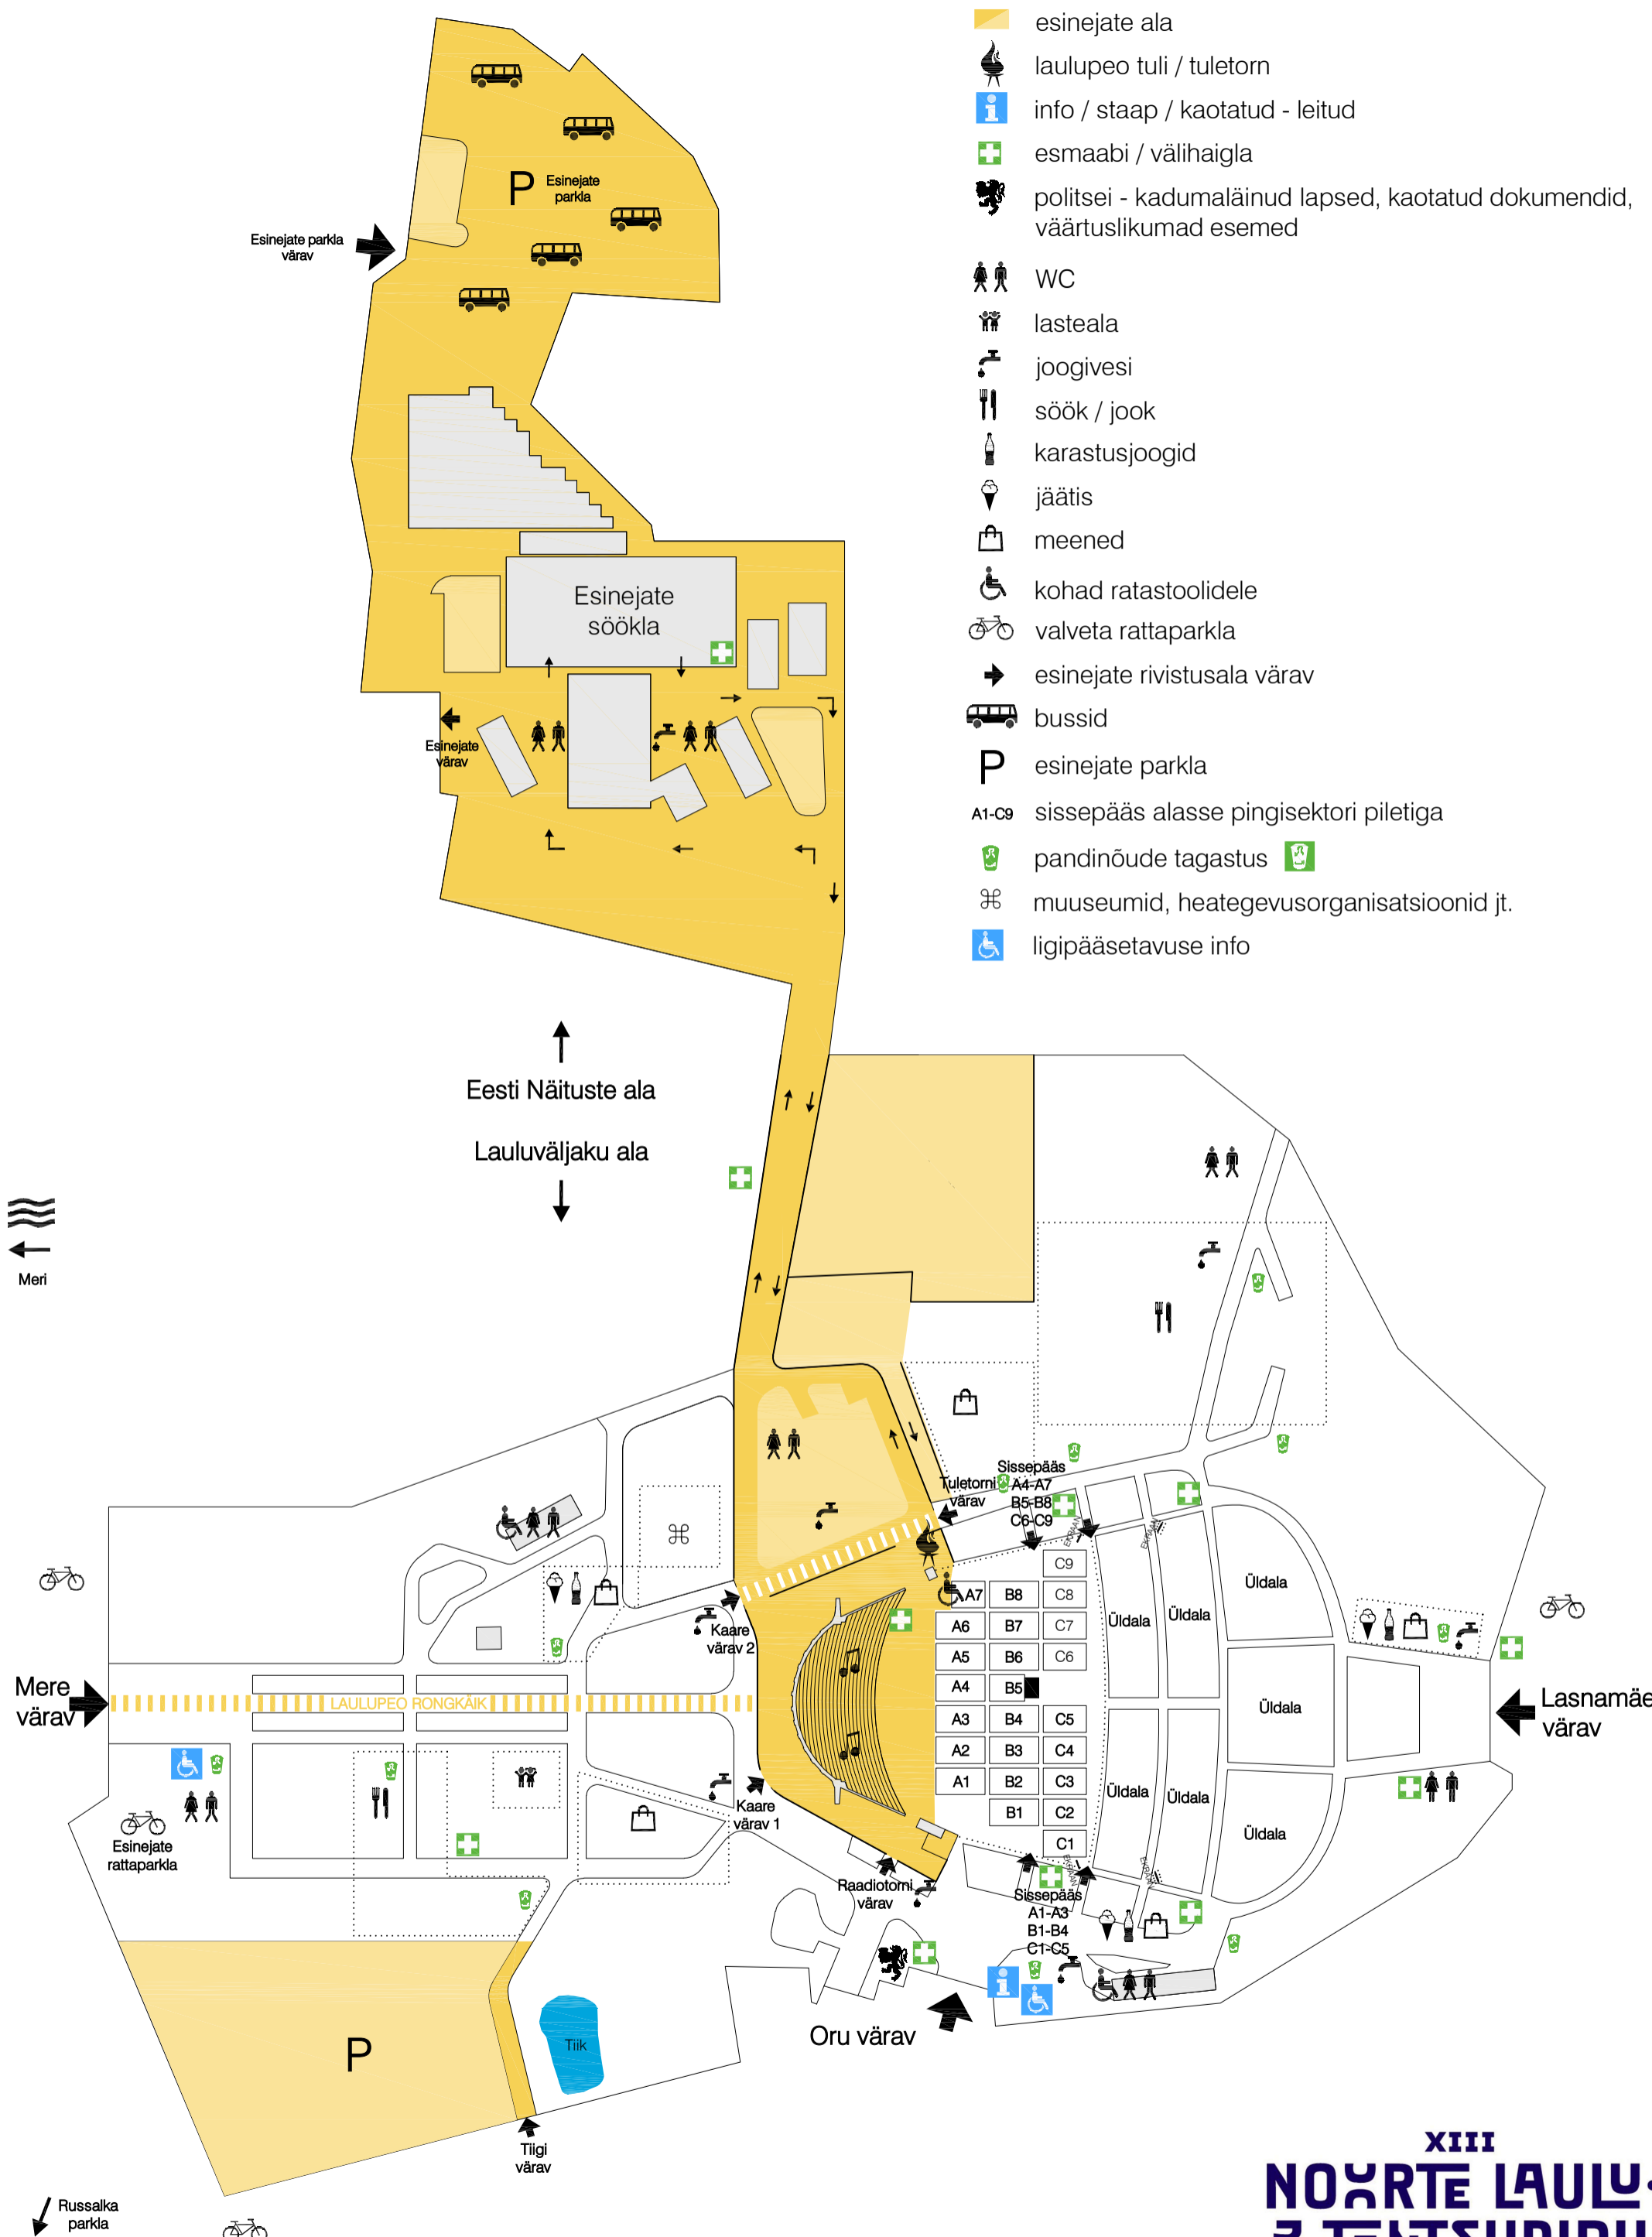 esinejate ala
laulupeo tuli / tuletorn
info / staap / kaotatud - leitud
esmaabi / välihaigla
politsei - kadumaläinud lapsed, kaotatud dokumendid,
väärtuslikumad esemed
WC
lasteala
joogivesi
söök / jook
karastusjoogid
jäätis
meened
kohad ratastoolidele
valveta rattaparkla
esinejate rivistusala värav
bussid
P esinejate parkla
A1-C9 sissepääs alasse pingisektori piletiga
pandinõude tagastus
muuseumid, heategevusorganisatsioonid jt.
ligipääsetavuse info
P Esinejate
parkla
Esinejate parkla
värav
Esinejate
söökla
Esinejate
värav
Eesti Näituste ala
Lauluväljaku ala
Meri
Tuletorni
värav
Sissepääs
A4-A7
B5-B8
C6-C9
EKRAAN
EKRAAN
C9
A7 B8 C8
A6 B7 C7
A5 B6 C6
A4 B5
A3 B4 C5
A2 B3 C4
A1 B2 C3
B1 C2
C1
Üldala
Üldala
Üldala
Üldala
Üldala
Üldala
Üldala
Kaare
värav 2
Mere
värav
LAULUPEO RONGKÄIK
Lasnamäe
värav
Kaare
värav 1
Esinejate
rattaparkla
Raadiotorni
värav
EKRAAN
EKRAAN
Sissepääs
A1-A3
B1-B4
C1-C5
Oru värav
P
Tiik
Tiigi
värav
Russalka
parkla
XIII
NOORTE LAULU-